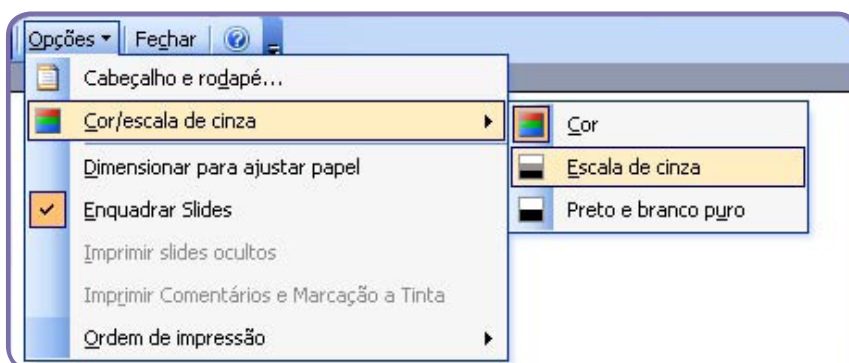 Opções Fechar
Cabeçalho e rodapé...
Cor/escala de cinza
Dimensionar para ajustar papel
Enquadrar Slides
Imprimir slides ocultos
Imprimir Comentários e Marcação a Tinta
Ordem de impressão
Cor
Escala de cinza
Preto e branco puro